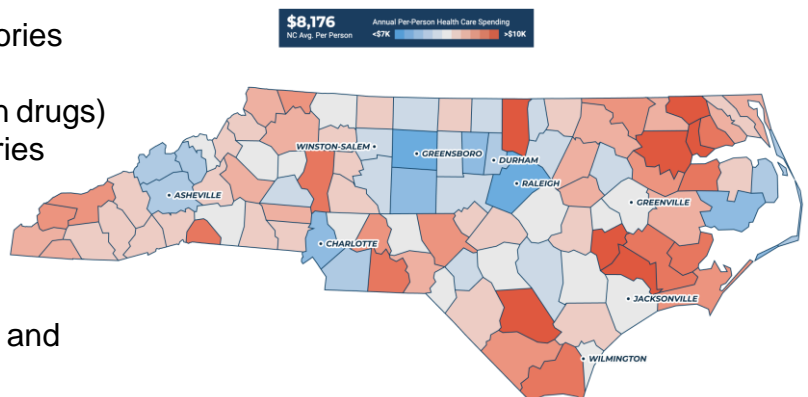 ories
n drugs)
ries
and
$8,176
NC Avg. Per Person
Annual Per-Person Health Care Spending
<$7K >$10K
WINSTON-SALEM
GREENSBORO
DURHAM
RALEIGH
ASHEVILLE
GREENVILLE
CHARLOTTE
JACKSONVILLE
WILMINGTON